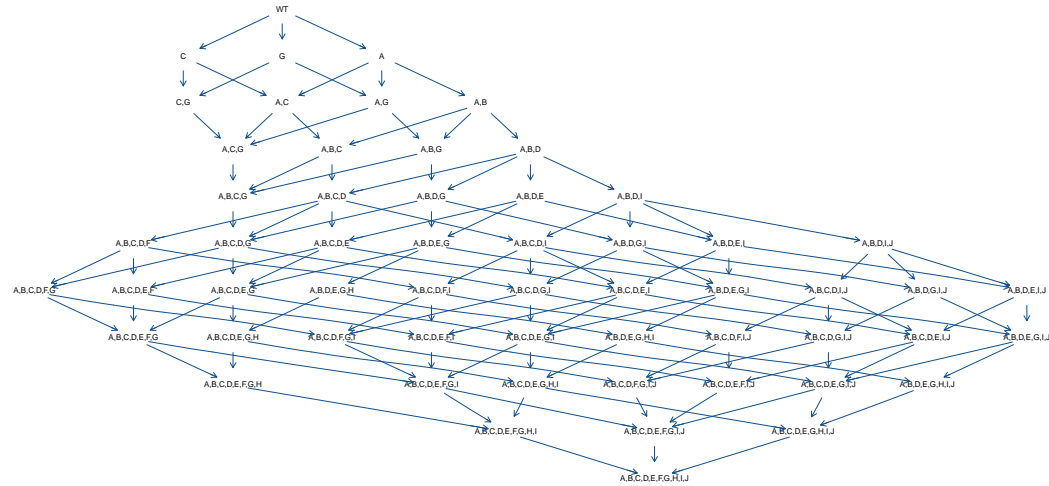 WT
C G A
C,G A,C A,G A,B
A,C,G A,B,C A,B,G A,B,D
A,B,C,G A,B,C,D A,B,D,G A,B,D,E A,B,D,I
A,B,C,D,F A,B,C,D,G A,B,C,D,E A,B,D,E,G A,B,C,D,I A,B,D,G,I A,B,D,E,I A,B,D,I,J
A,B,C,D,F,G A,B,C,D,E,F A,B,C,D,E,G A,B,D,E,G,H A,B,C,D,F,I A,B,C,D,G,I A,B,C,D,E,I A,B,D,E,G,I A,B,C,D,I,J A,B,D,G,I,J A,B,D,E,I,J
A,B,C,D,E,F,G A,B,C,D,E,G,H A,B,C,D,F,G,I A,B,C,D,E,F,I A,B,C,D,E,G,I A,B,D,E,G,H,I A,B,C,D,F,I,J A,B,C,D,G,I,J A,B,C,D,E,I,J A,B,D,E,G,I,J
A,B,C,D,E,F,G,H A,B,C,D,E,F,G,I A,B,C,D,E,G,H,I A,B,C,D,F,G,I,J A,B,C,D,E,F,I,J A,B,C,D,E,G,I,J A,B,D,E,G,H,I,J
A,B,C,D,E,F,G,H,I A,B,C,D,E,F,G,I,J A,B,C,D,E,G,H,I,J
A,B,C,D,E,F,G,H,I,J